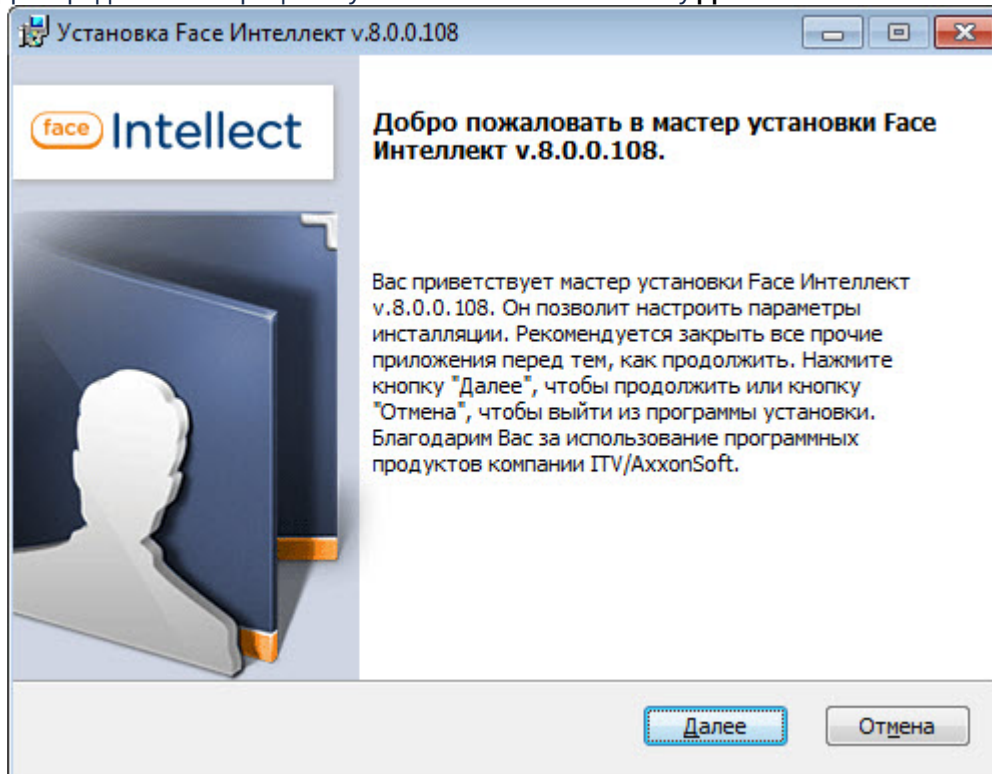 Установка Face Интеллект v.8.0.0.108
face Intellect
Добро пожаловать в мастер установки Face
Интеллект v.8.0.0.108.
Вас приветствует мастер установки Face Интеллект
v.8.0.0.108. Он позволит настроить параметры
инсталляции. Рекомендуется закрыть все прочие
приложения перед тем, как продолжить. Нажмите
кнопку "Далее", чтобы продолжить или кнопку
"Отмена", чтобы выйти из программы установки.
Благодарим Вас за использование программных
продуктов компании ITV/AxxonSoft.
Далее
Отмена